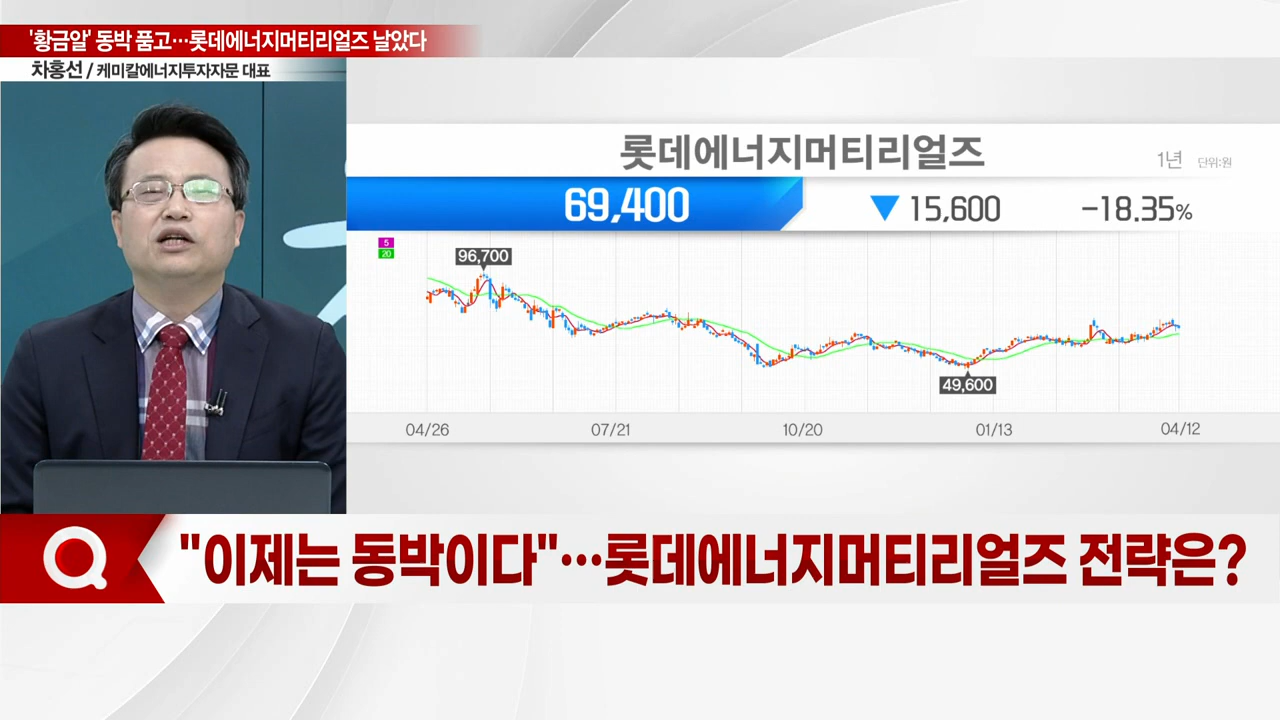 '황금알' 동박 품고…롯데에너지머티리얼즈 날았다
차홍선 / 케미칼에너지투자자문 대표
롯데에너지머티리얼즈
1년 단위:원
69,400 ▼ 15,600 -18.35%
5
20
96,700
49,600
04/26 07/21 10/20 01/13 04/12
Q "이제는 동박이다"…롯데에너지머티리얼즈 전략은?